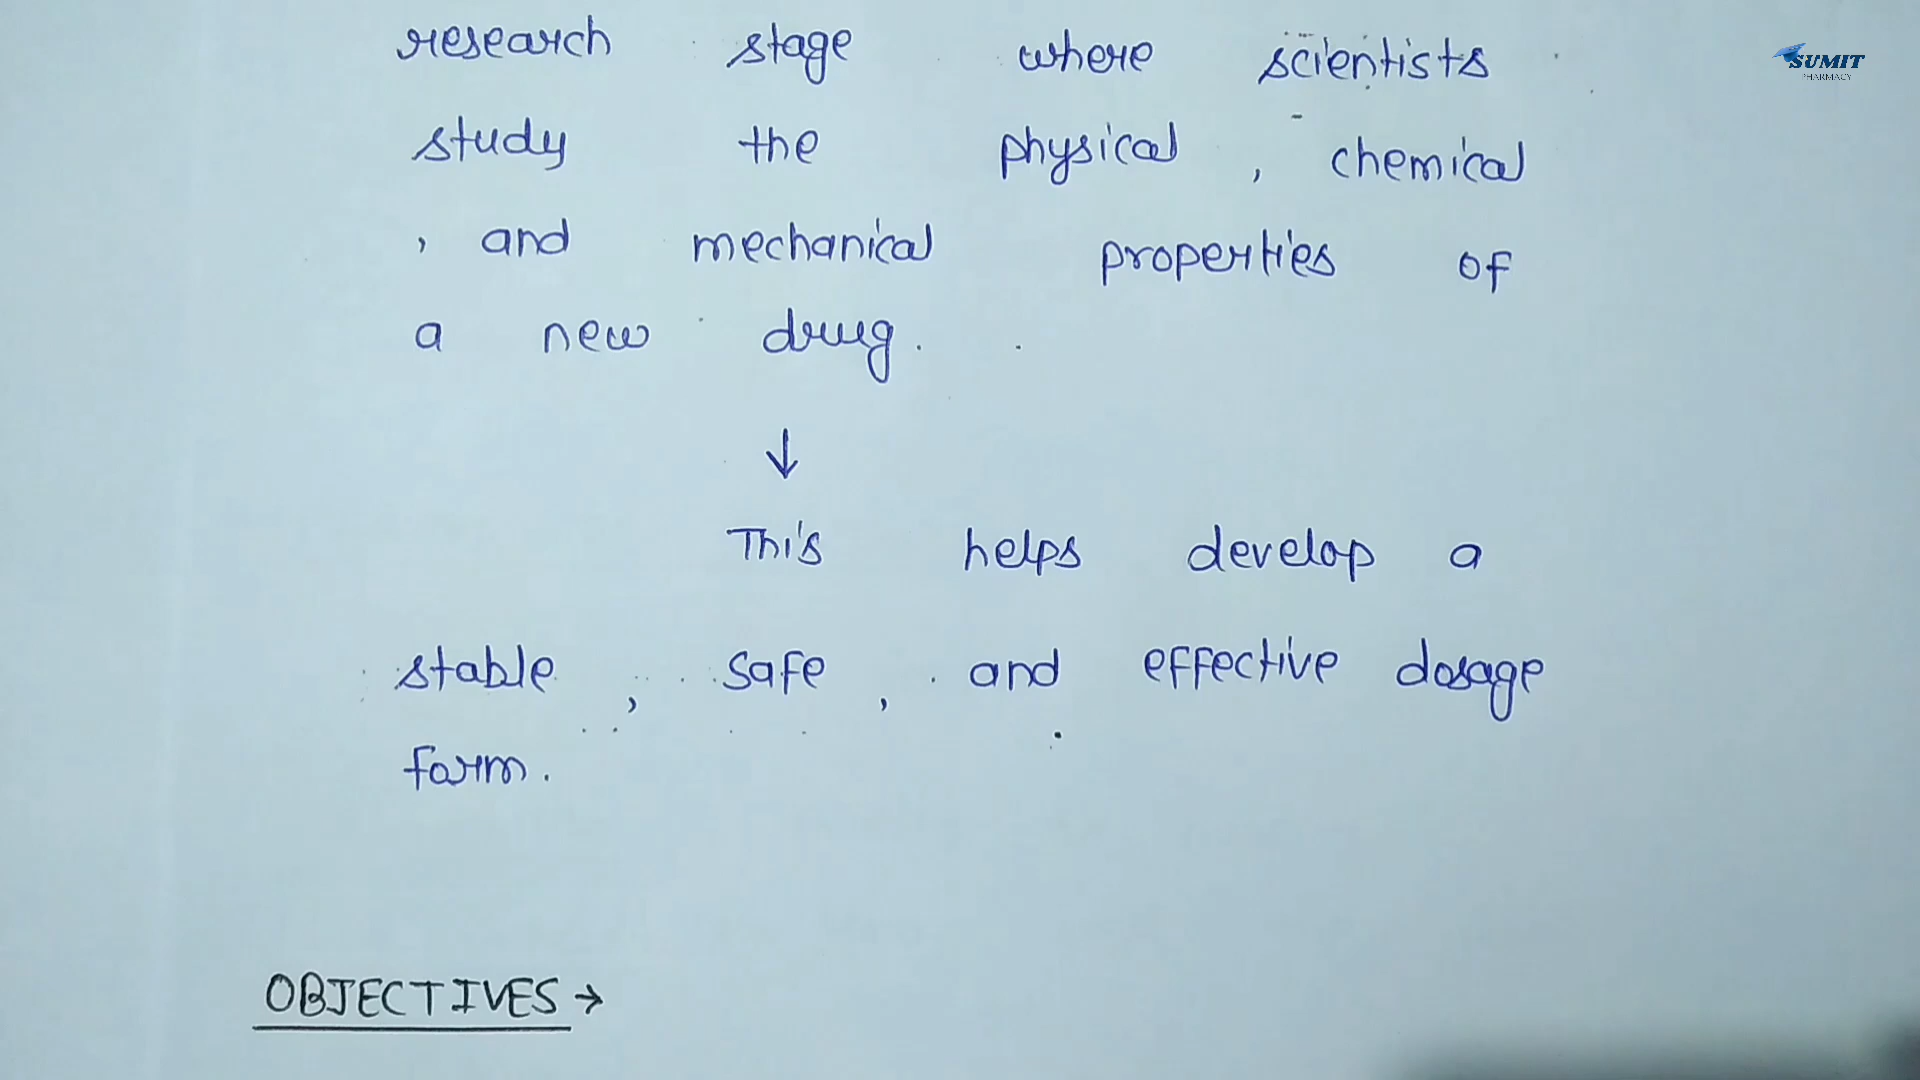 research stage where scientists
study the physical, chemical
, and mechanical properties of
a new drug.
↓
This helps develop a
stable, safe, and effective dosage
form.
OBJECTIVES →
SUMIT
PHARMACY